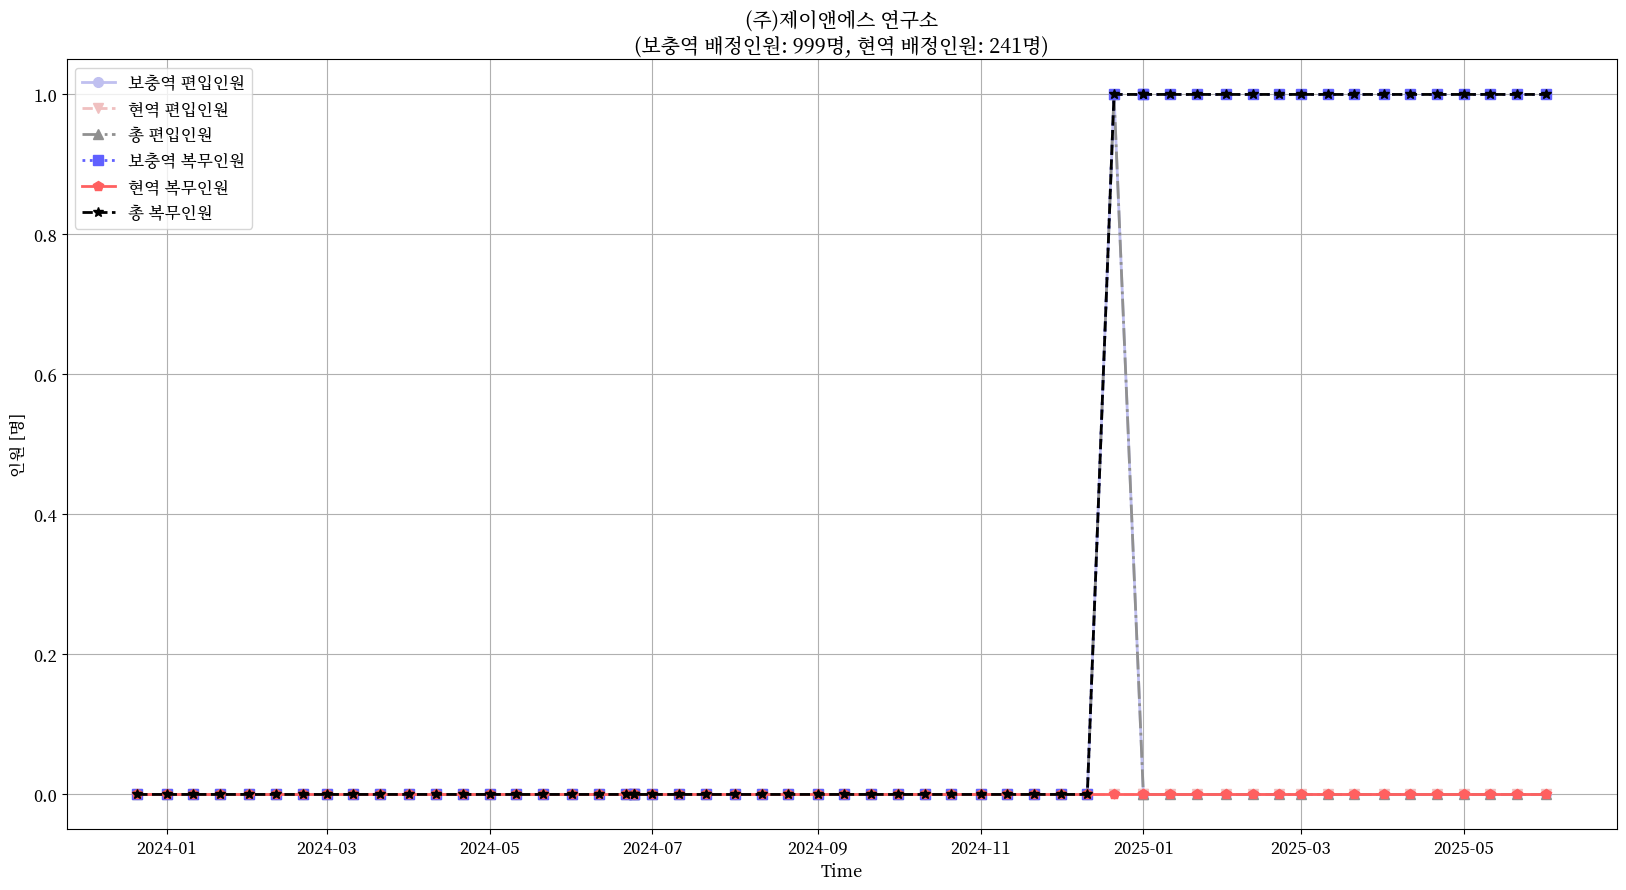 (주)제이앤에스 연구소
(보충역 배정인원: 999명, 현역 배정인원: 241명)
보충역 편입인원
현역 편입인원
총 편입인원
보충역 복무인원
현역 복무인원
총 복무인원
1.0
0.8
0.6
0.4
0.2
0.0
인원 [명]
2024-01
2024-03
2024-05
2024-07
2024-09
2024-11
2025-01
2025-03
2025-05
Time